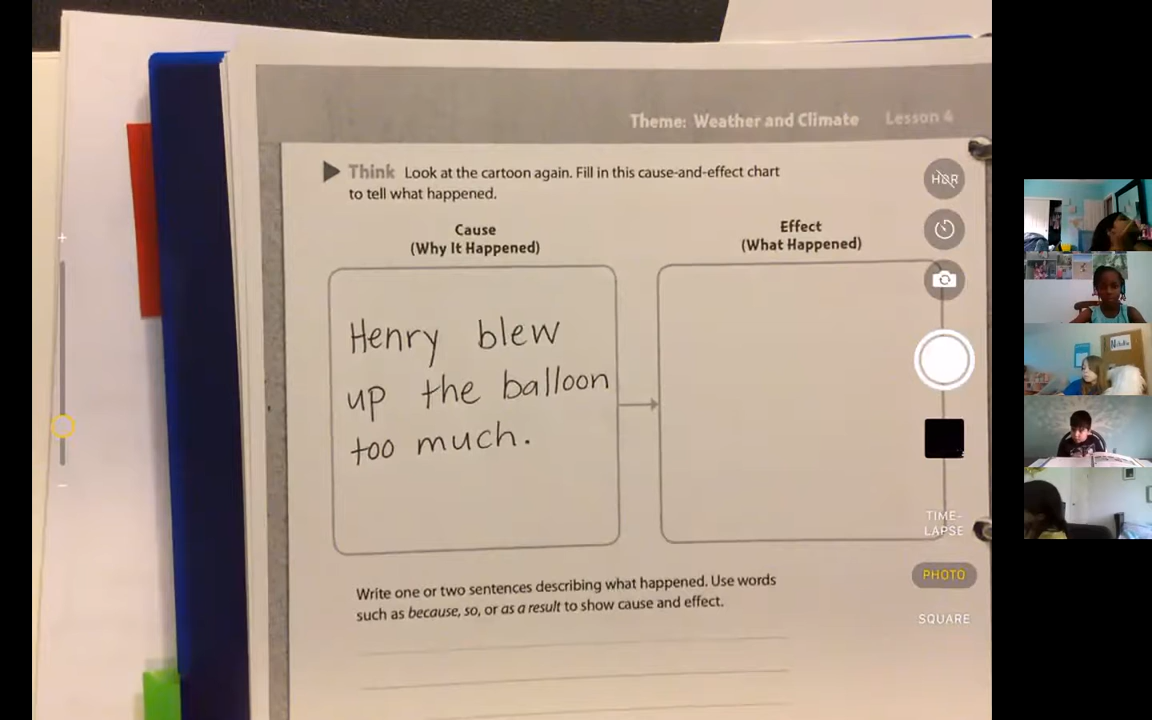 Theme: Weather and Climate Lesson 4
Think Look at the cartoon again. Fill in this cause-and-effect chart
to tell what happened.
Cause
(Why It Happened)
Effect
(What Happened)
Henry blew
up the balloon
too much.
Write one or two sentences describing what happened. Use words
such as because, so, or as a result to show cause and effect.
HDR
TIME-
LAPSE
PHOTO
SQUARE